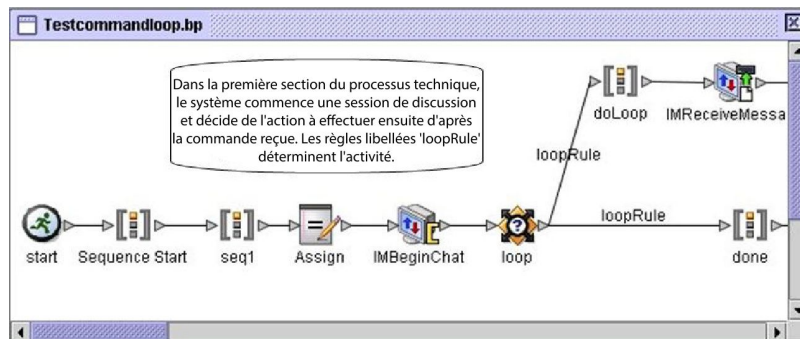 Testcommandloop.bp
Dans la première section du processus technique,
le système commence une session de discussion
et décide de l'action à effectuer ensuite d'après
la commande reçue. Les règles libellées 'loopRule'
déterminent l'activité.
doLoop
IMReceiveMessa
loopRule
loopRule
start
Sequence Start
seq1
Assign
IMBeginChat
loop
done